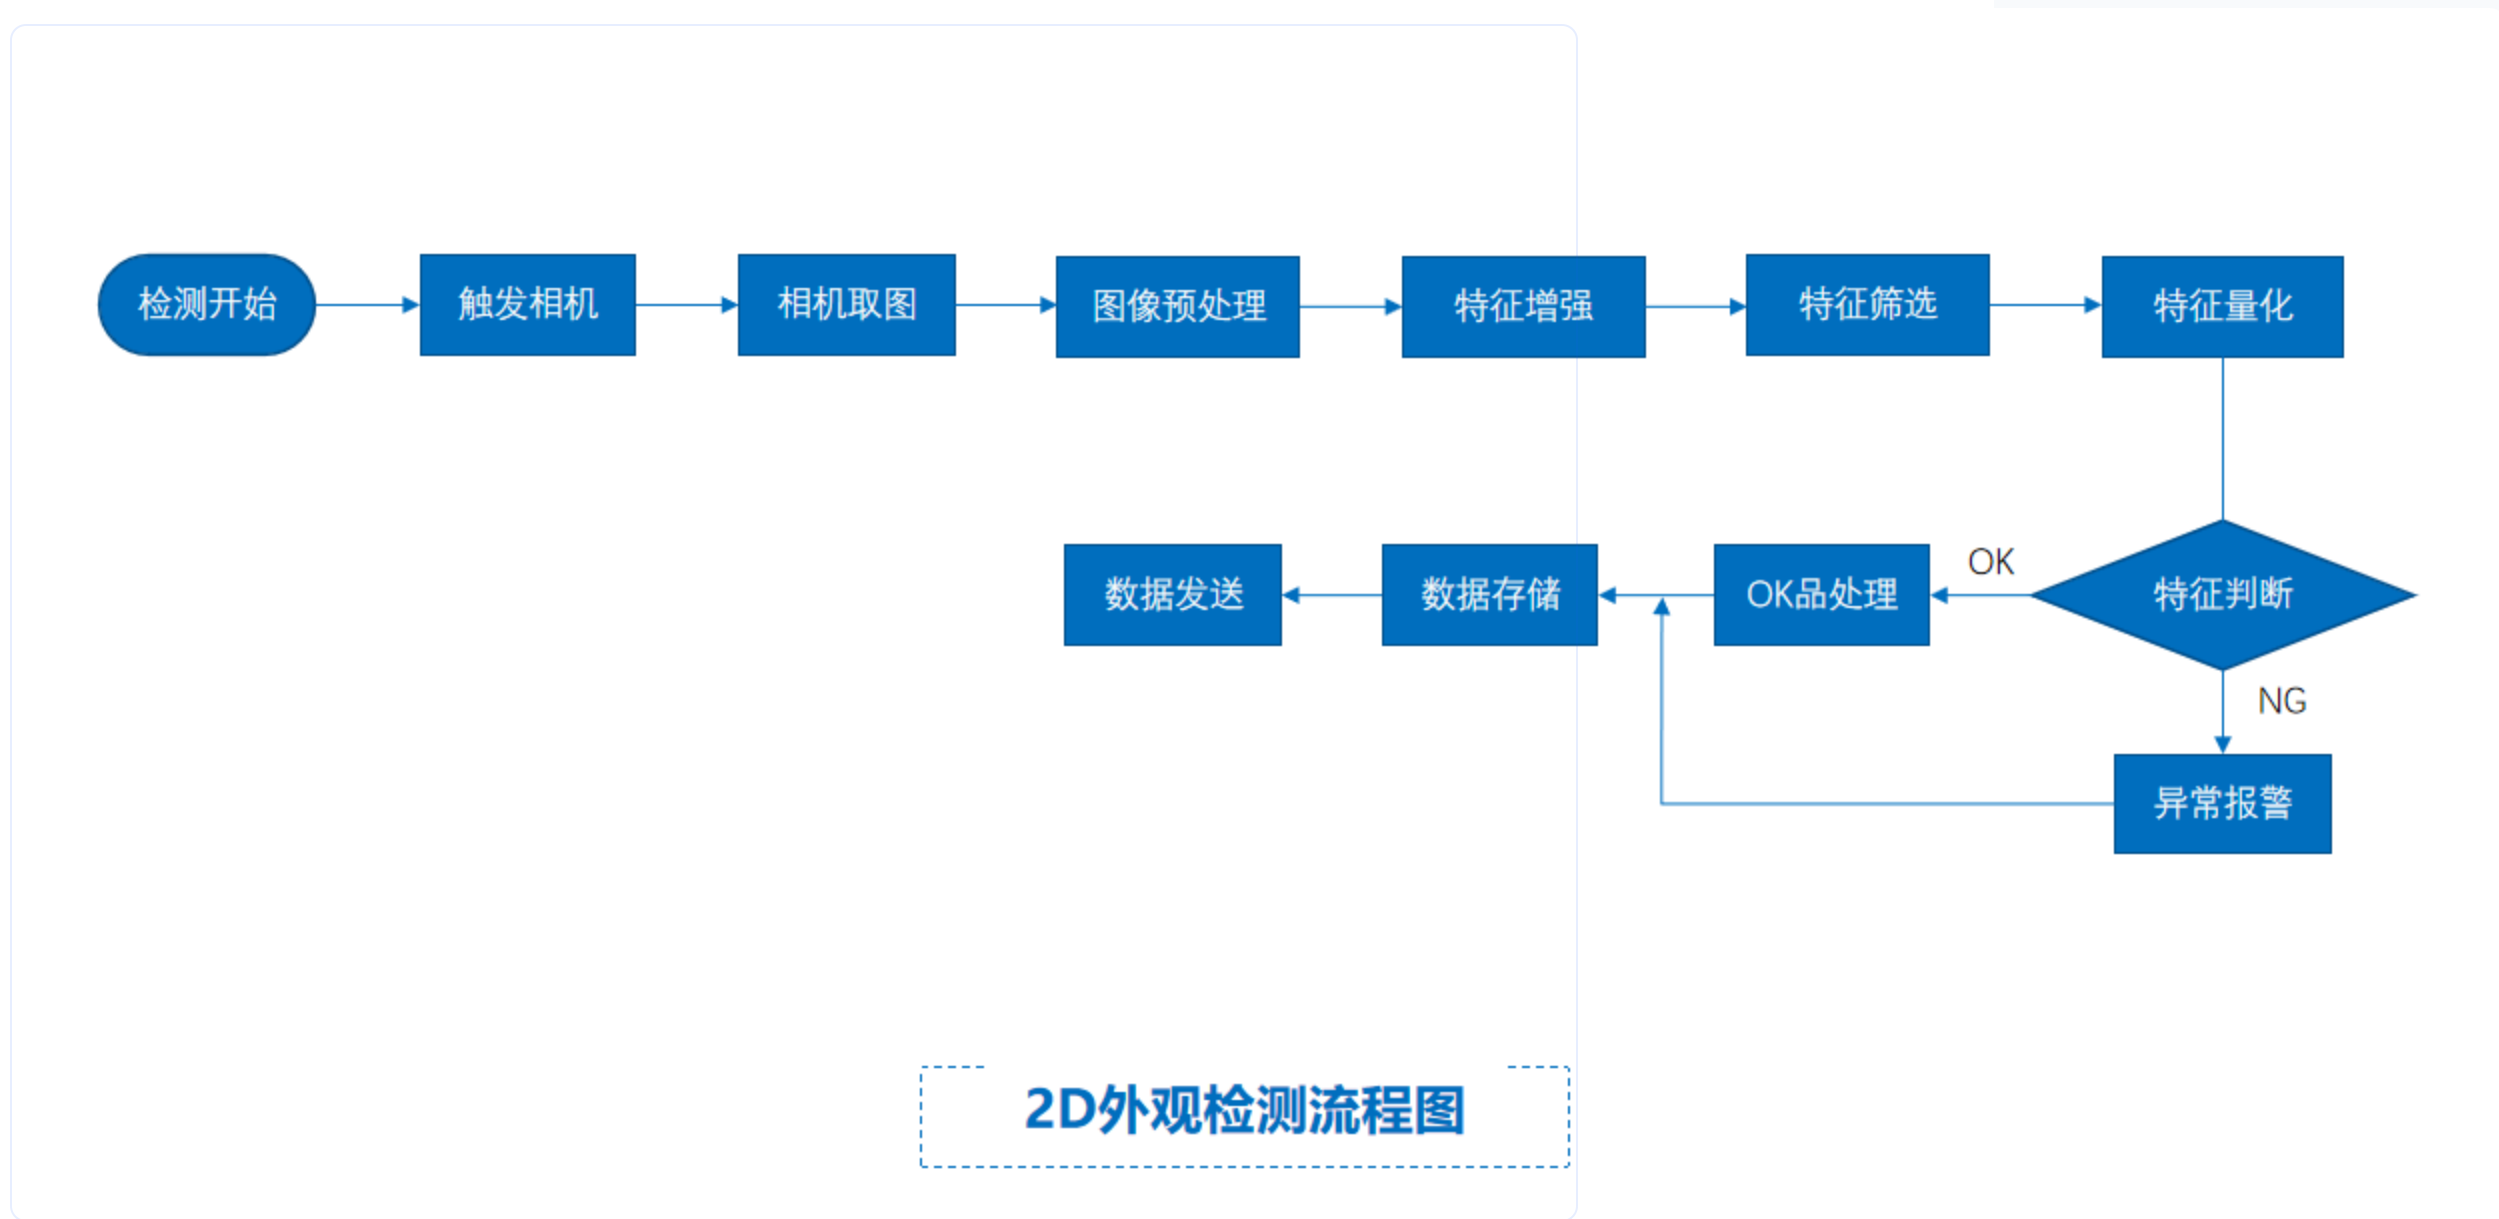 检测开始
触发相机
相机取图
图像预处理
特征增强
特征筛选
特征量化
数据发送
数据存储
OK品处理
OK
特征判断
NG
异常报警
2D外观检测流程图